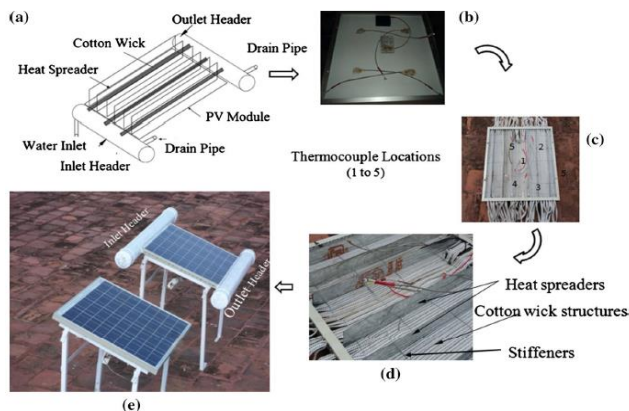 (a)
Outlet Header
Cotton Wick
Drain Pipe
Heat Spreader
PV Module
Water Inlet
Drain Pipe
Inlet Header
(b)
Thermocouple Locations
(1 to 5)
(c)
5
2
1
4
3
5
Heat spreaders
Cotton wick structures
Stiffeners
(d)
Inlet Header
Outlet Header
(e)